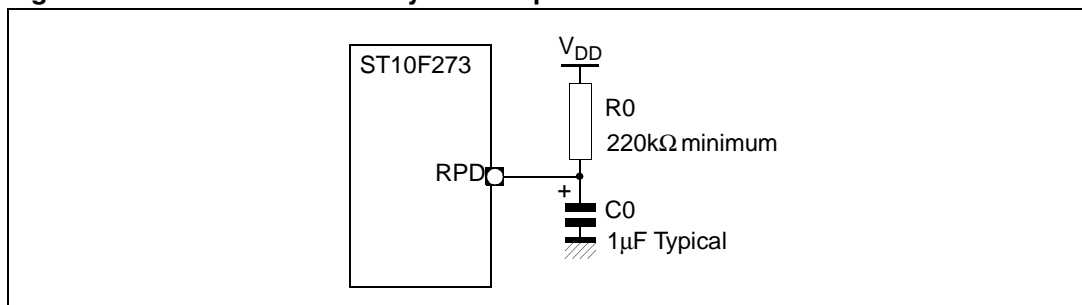 ST10F273
V_DD
R0
220kΩ minimum
RPD
+
C0
1µF Typical